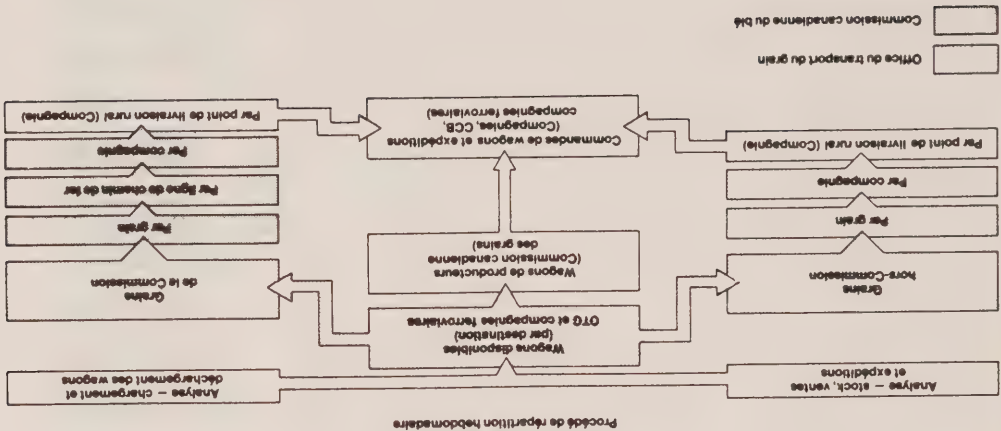 Procédé de répartition hebdomadaire
Analyse – stock, ventes
et expéditions
Analyse – chargement et
déchargement des wagons
Wagons disponibles
(par destination)
OTG et compagnies ferroviaires
Grains
hors-Commission
Wagons de producteurs
(Commission canadienne
des grains)
Grains
de la Commission
Par grain
Par compagnie
Par point de livraison rural (Compagnie)
Par grain
Par ligne de chemin de fer
Par compagnie
Par point de livraison rural (Compagnie)
Commandes de wagons et expéditions
(Compagnies, CCB,
compagnies ferroviaires)
Office du transport du grain
Commission canadienne du blé